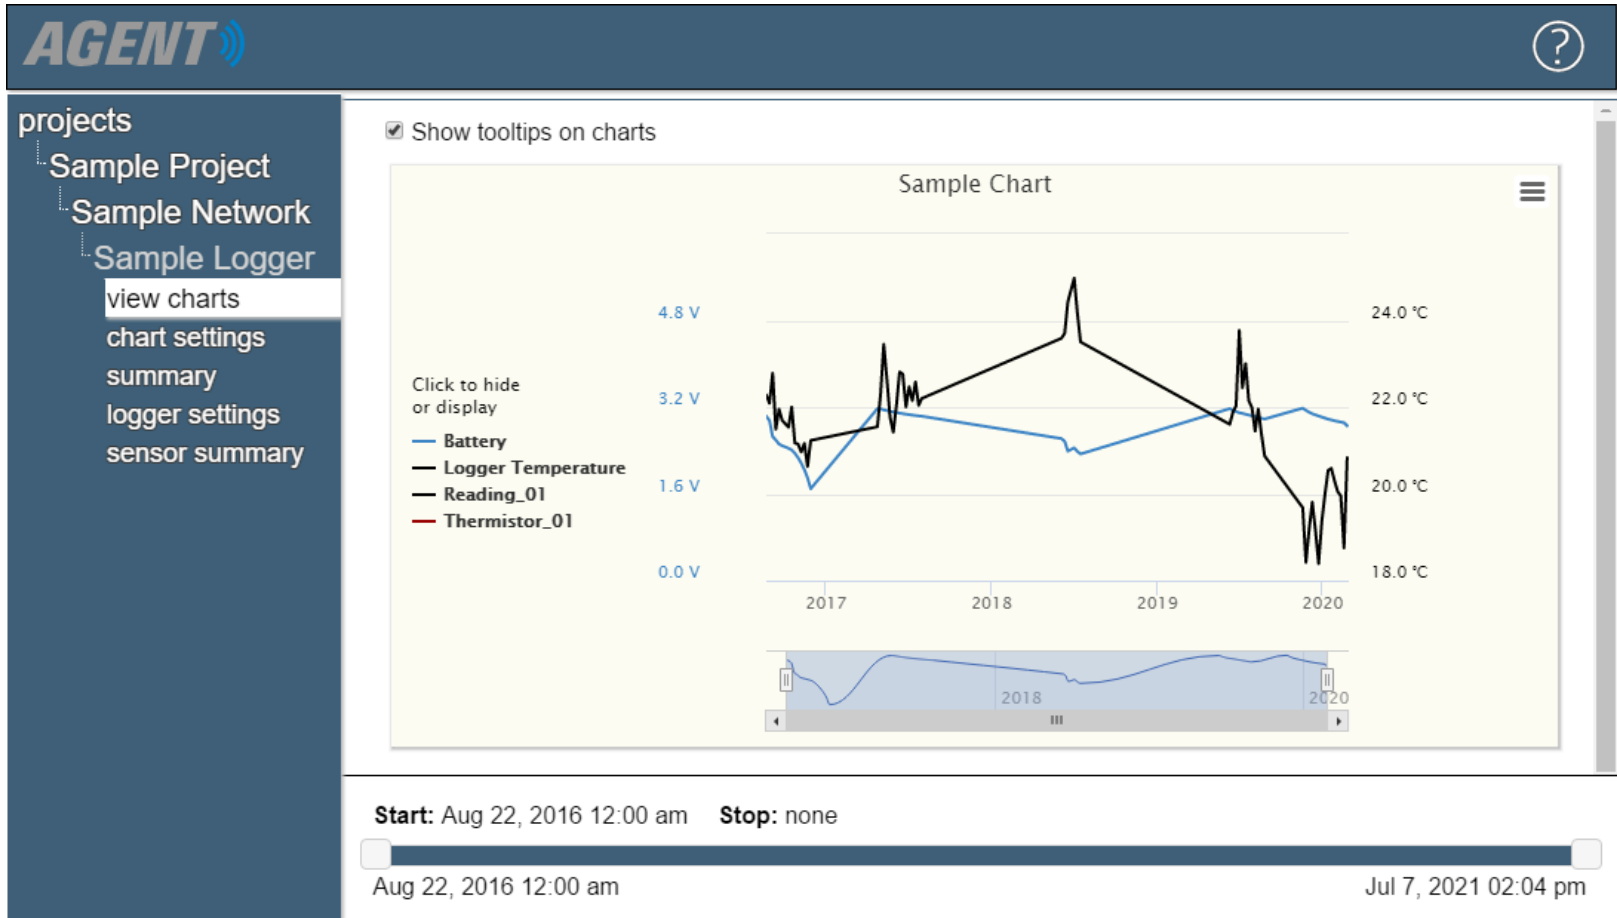 AGENT
?
projects
Sample Project
Sample Network
Sample Logger
view charts
chart settings
summary
logger settings
sensor summary
Show tooltips on charts
Sample Chart
4.8 V
3.2 V
1.6 V
0.0 V
24.0 °C
22.0 °C
20.0 °C
18.0 °C
Click to hide
or display
Battery
Logger Temperature
Reading_01
Thermistor_01
2017 2018 2019 2020
2018 2020
Start: Aug 22, 2016 12:00 am Stop: none
Aug 22, 2016 12:00 am Jul 7, 2021 02:04 pm